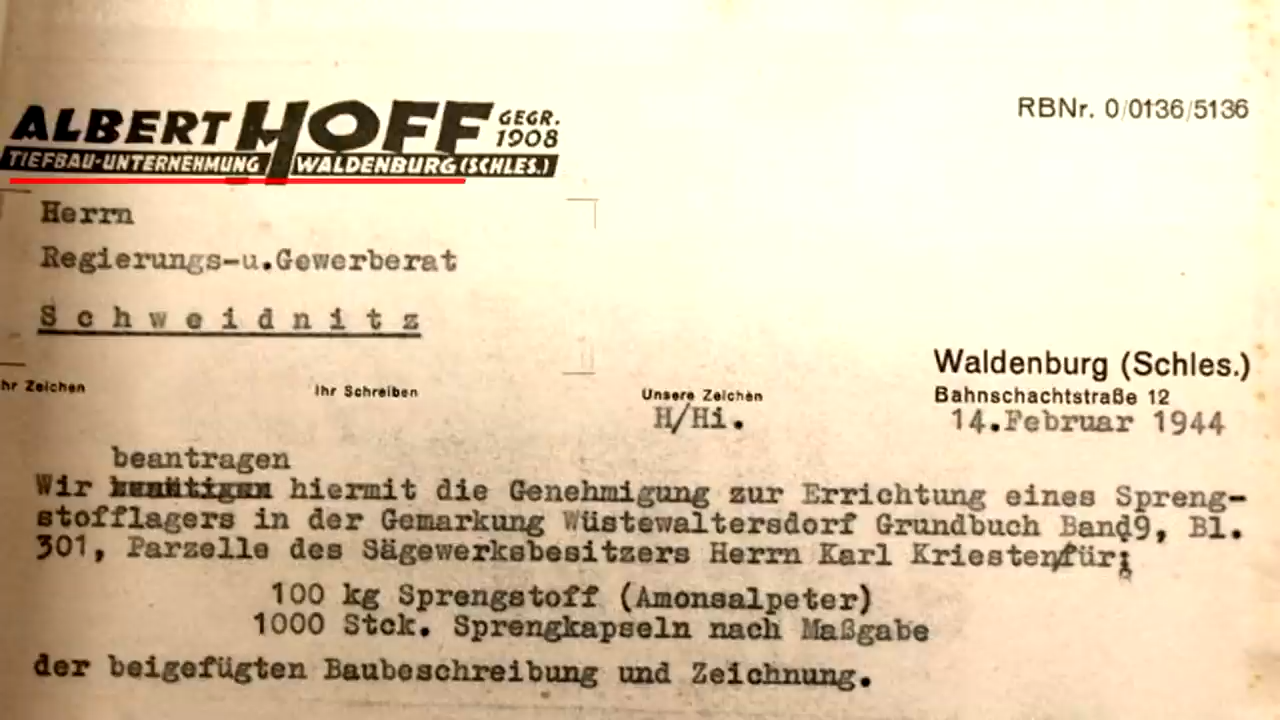 ALBERT HOFF GEGR. 1908
TIEFBAU-UNTERNEHMUNG WALDENBURG (SCHLES.)
RBNr. 0/0136/5136
Herrn
Regierungs-u.Gewerberat
Schweidnitz
Waldenburg (Schles.)
Bahnschachtstraße 12
hr Zeichen Ihr Schreiben Unsere Zeichen
H/Hi. 14.Februar 1944
beantragen
Wir hiermit die Genehmigung zur Errichtung eines Spreng-
stofflagers in der Gemarkung Wüstewaltersdorf Grundbuch Band9, Bl.
301, Parzelle des Sägewerksbesitzers Herrn Karl Kriesten/für;
100 kg Sprengstoff (Amonsalpeter)
1000 Stck. Sprengkapseln nach Maßgabe
der beigefügten Baubeschreibung und Zeichnung.